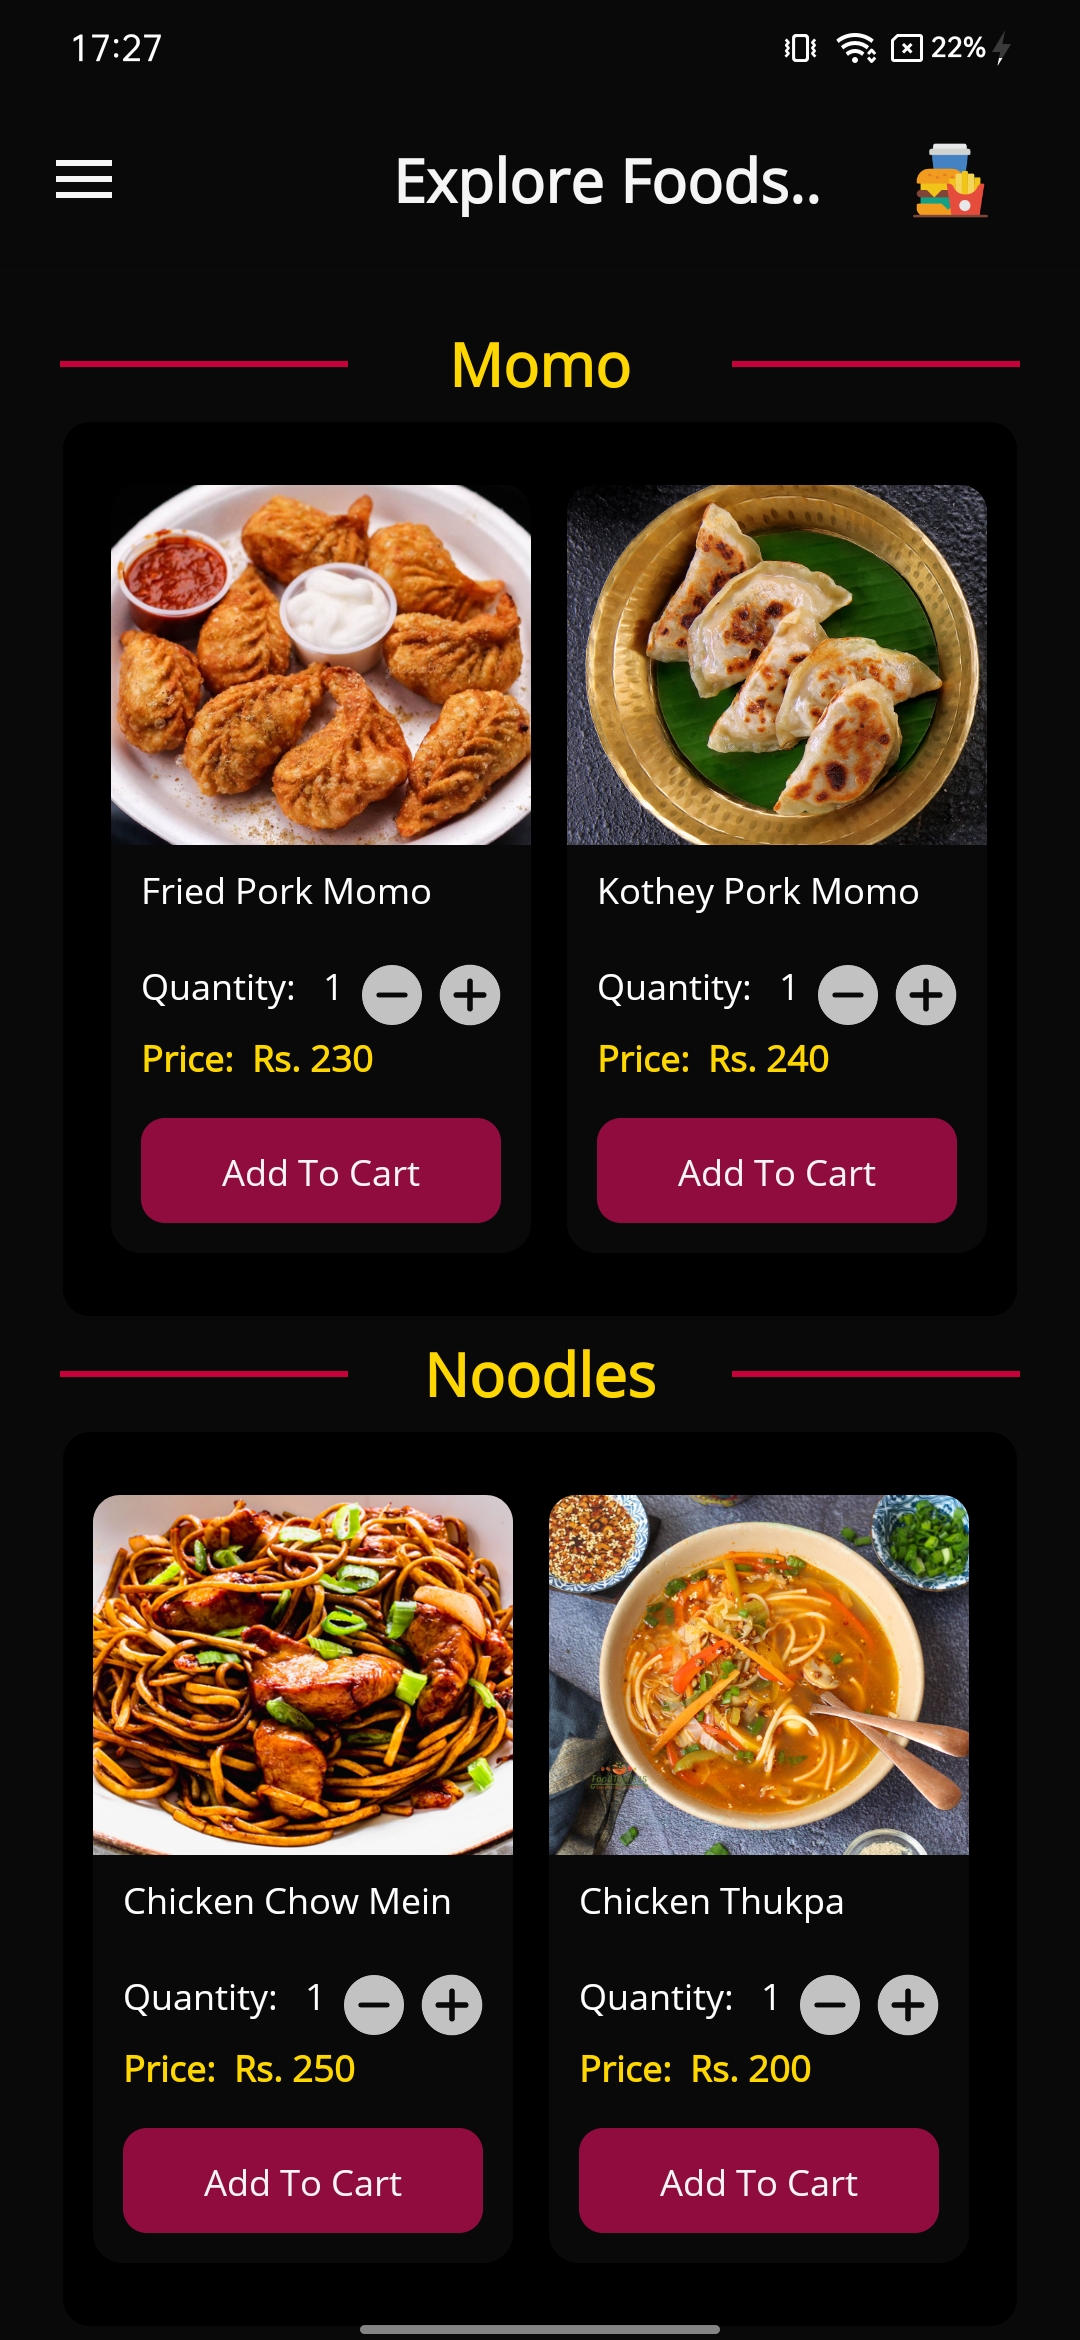 17:27
22%
Explore Foods..
Momo
Fried Pork Momo
Quantity: 1
Price: Rs. 230
Add To Cart
Kothey Pork Momo
Quantity: 1
Price: Rs. 240
Add To Cart
Noodles
Chicken Chow Mein
Quantity: 1
Price: Rs. 250
Add To Cart
Chicken Thukpa
Quantity: 1
Price: Rs. 200
Add To Cart